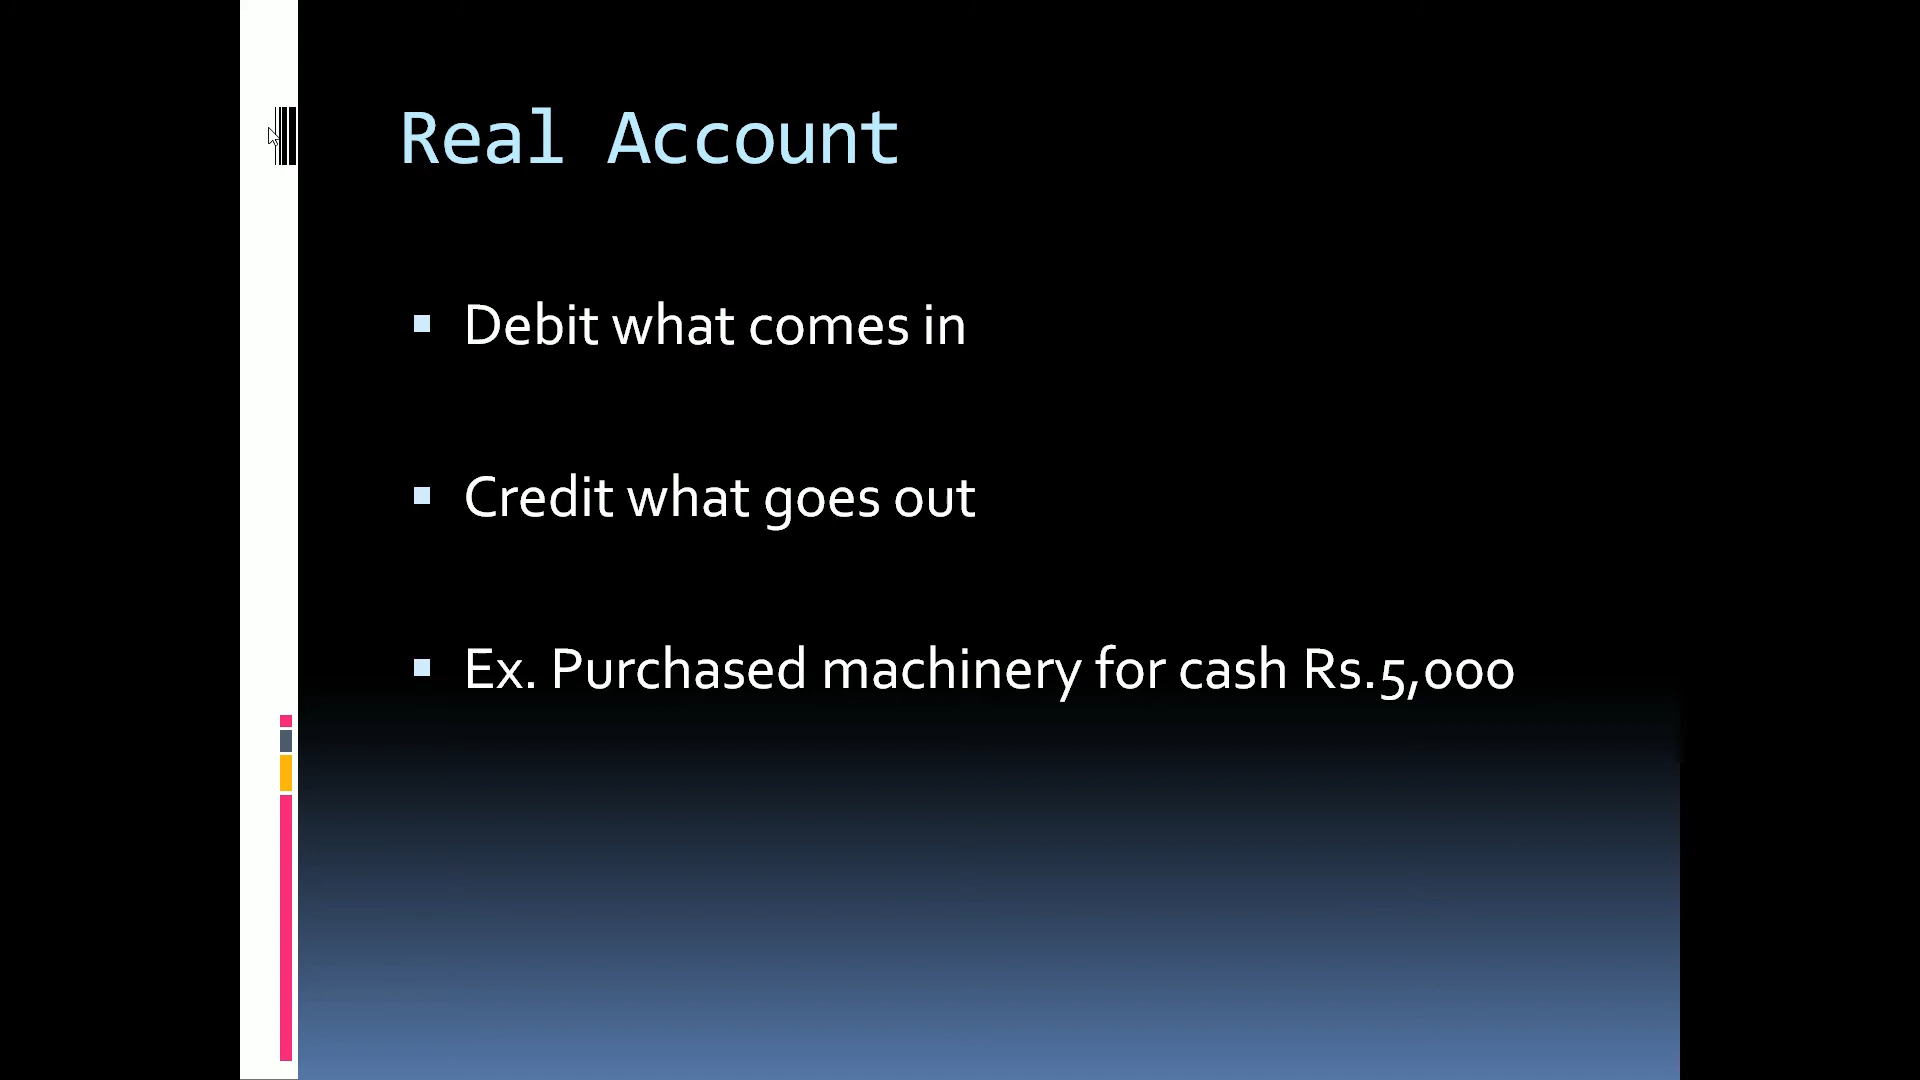 Real Account
Debit what comes in
Credit what goes out
Ex. Purchased machinery for cash Rs.5,000